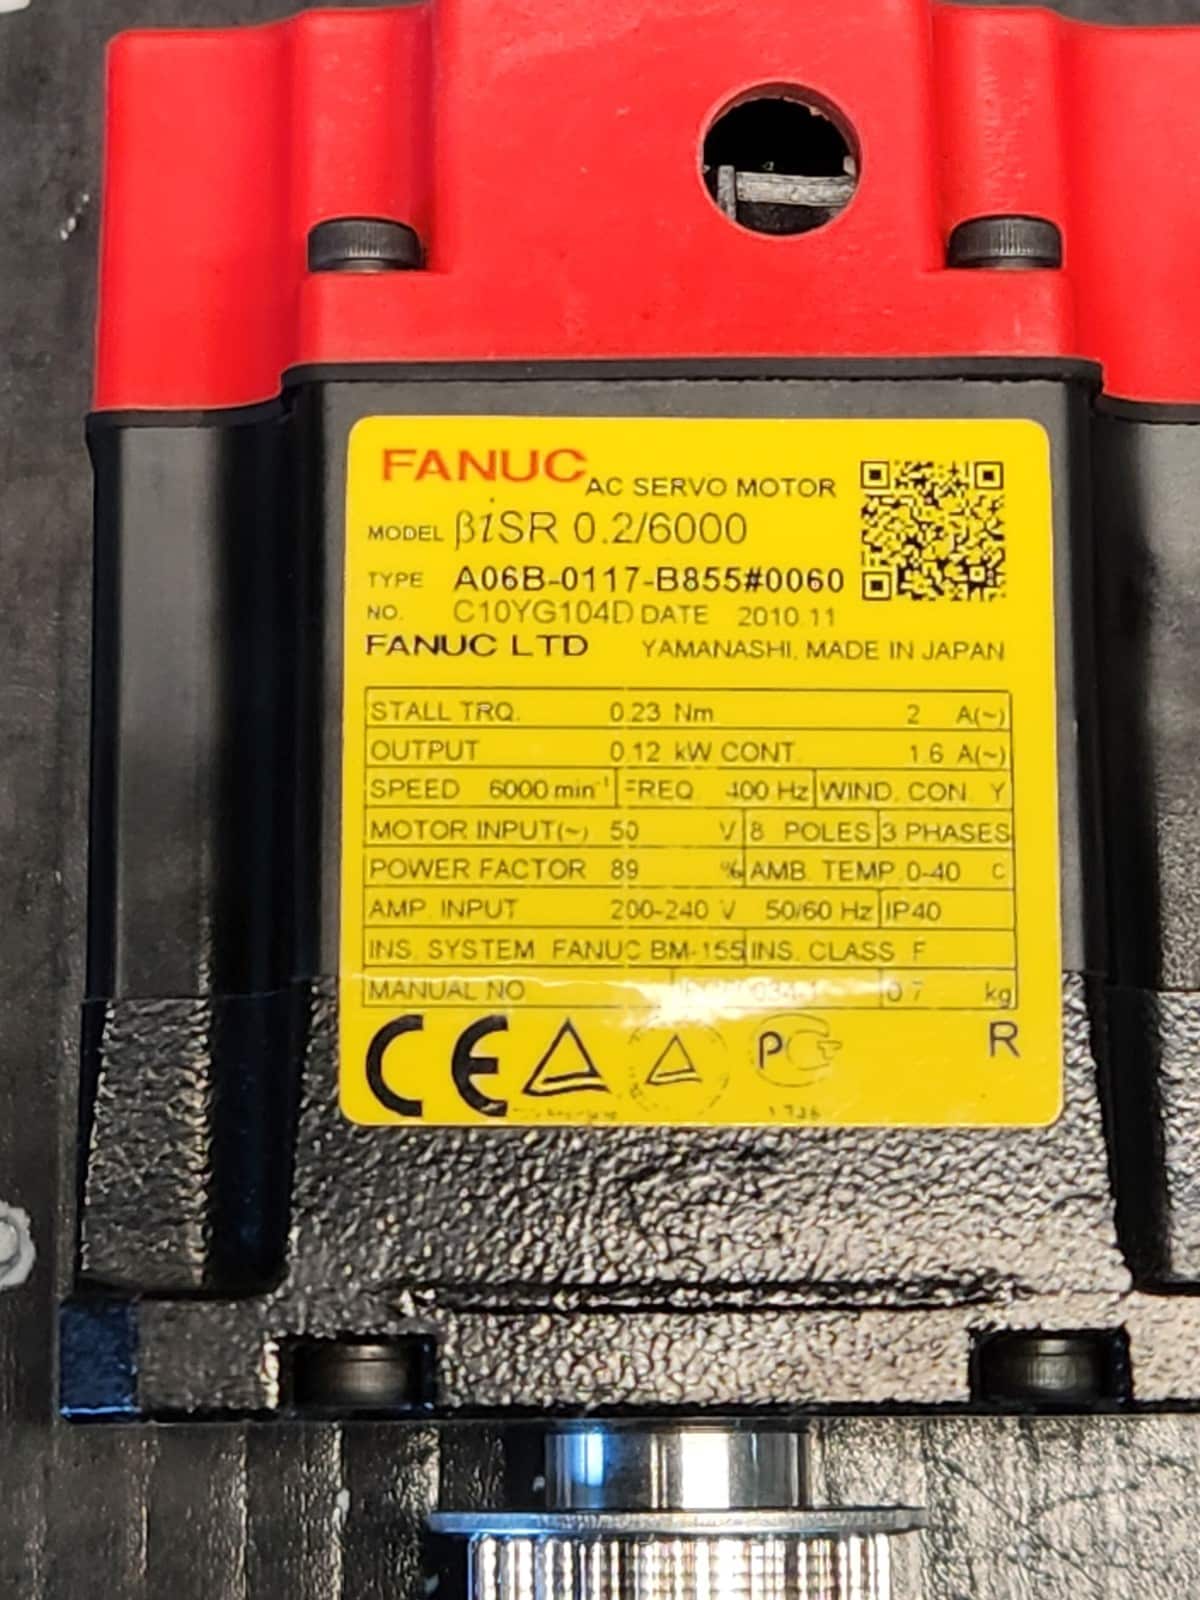 FANUC AC SERVO MOTOR
MODEL βiSR 0.2/6000
TYPE A06B-0117-B855#0060
NO. C10YG104D DATE 2010.11
FANUC LTD YAMANASHI, MADE IN JAPAN
STALL TRQ. 0.23 Nm 2 A(~)
OUTPUT 0.12 kW CONT. 1.6 A(~)
SPEED 6000 min⁻¹ FREQ. 400 Hz WIND. CON. Y
MOTOR INPUT(~) 50 V 8 POLES 3 PHASES
POWER FACTOR 89 % AMB. TEMP. 0-40 C
AMP. INPUT 200-240 V 50/60 Hz IP40
INS. SYSTEM FANUC BM-155 INS. CLASS F
MANUAL NO 0.7 kg
CE PCT R